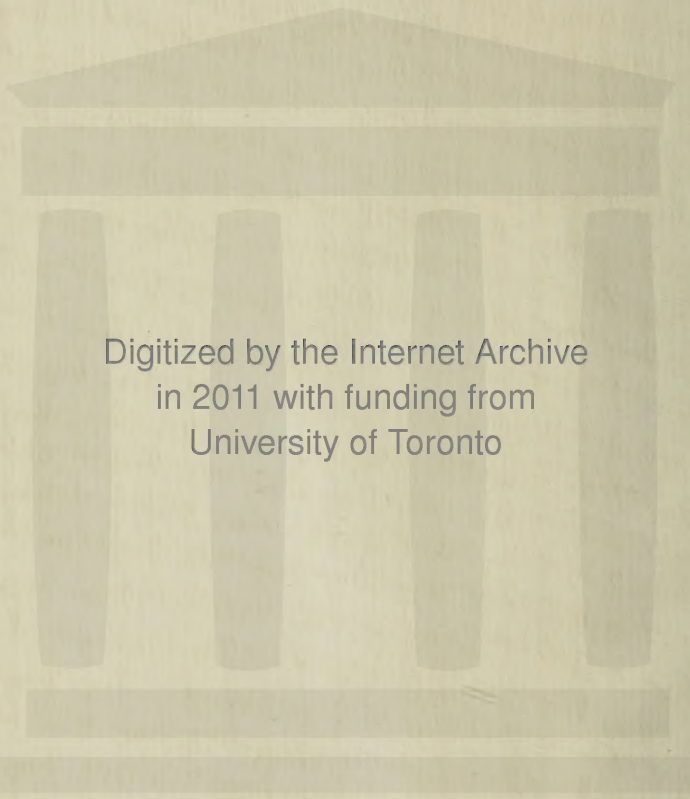 Digitized by the Internet Archive
in 2011 with funding from
University of Toronto